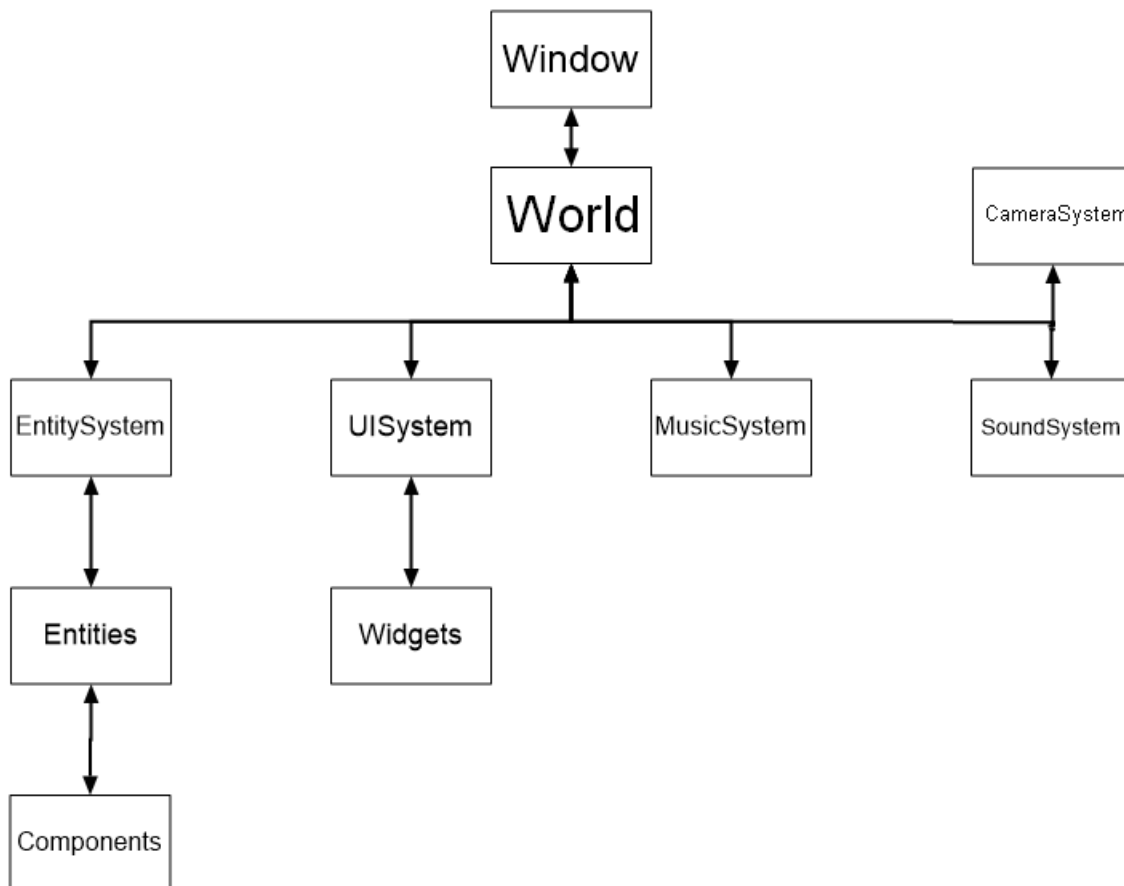 Window
World
CameraSystem
EntitySystem
UISystem
MusicSystem
SoundSystem
Entities
Widgets
Components